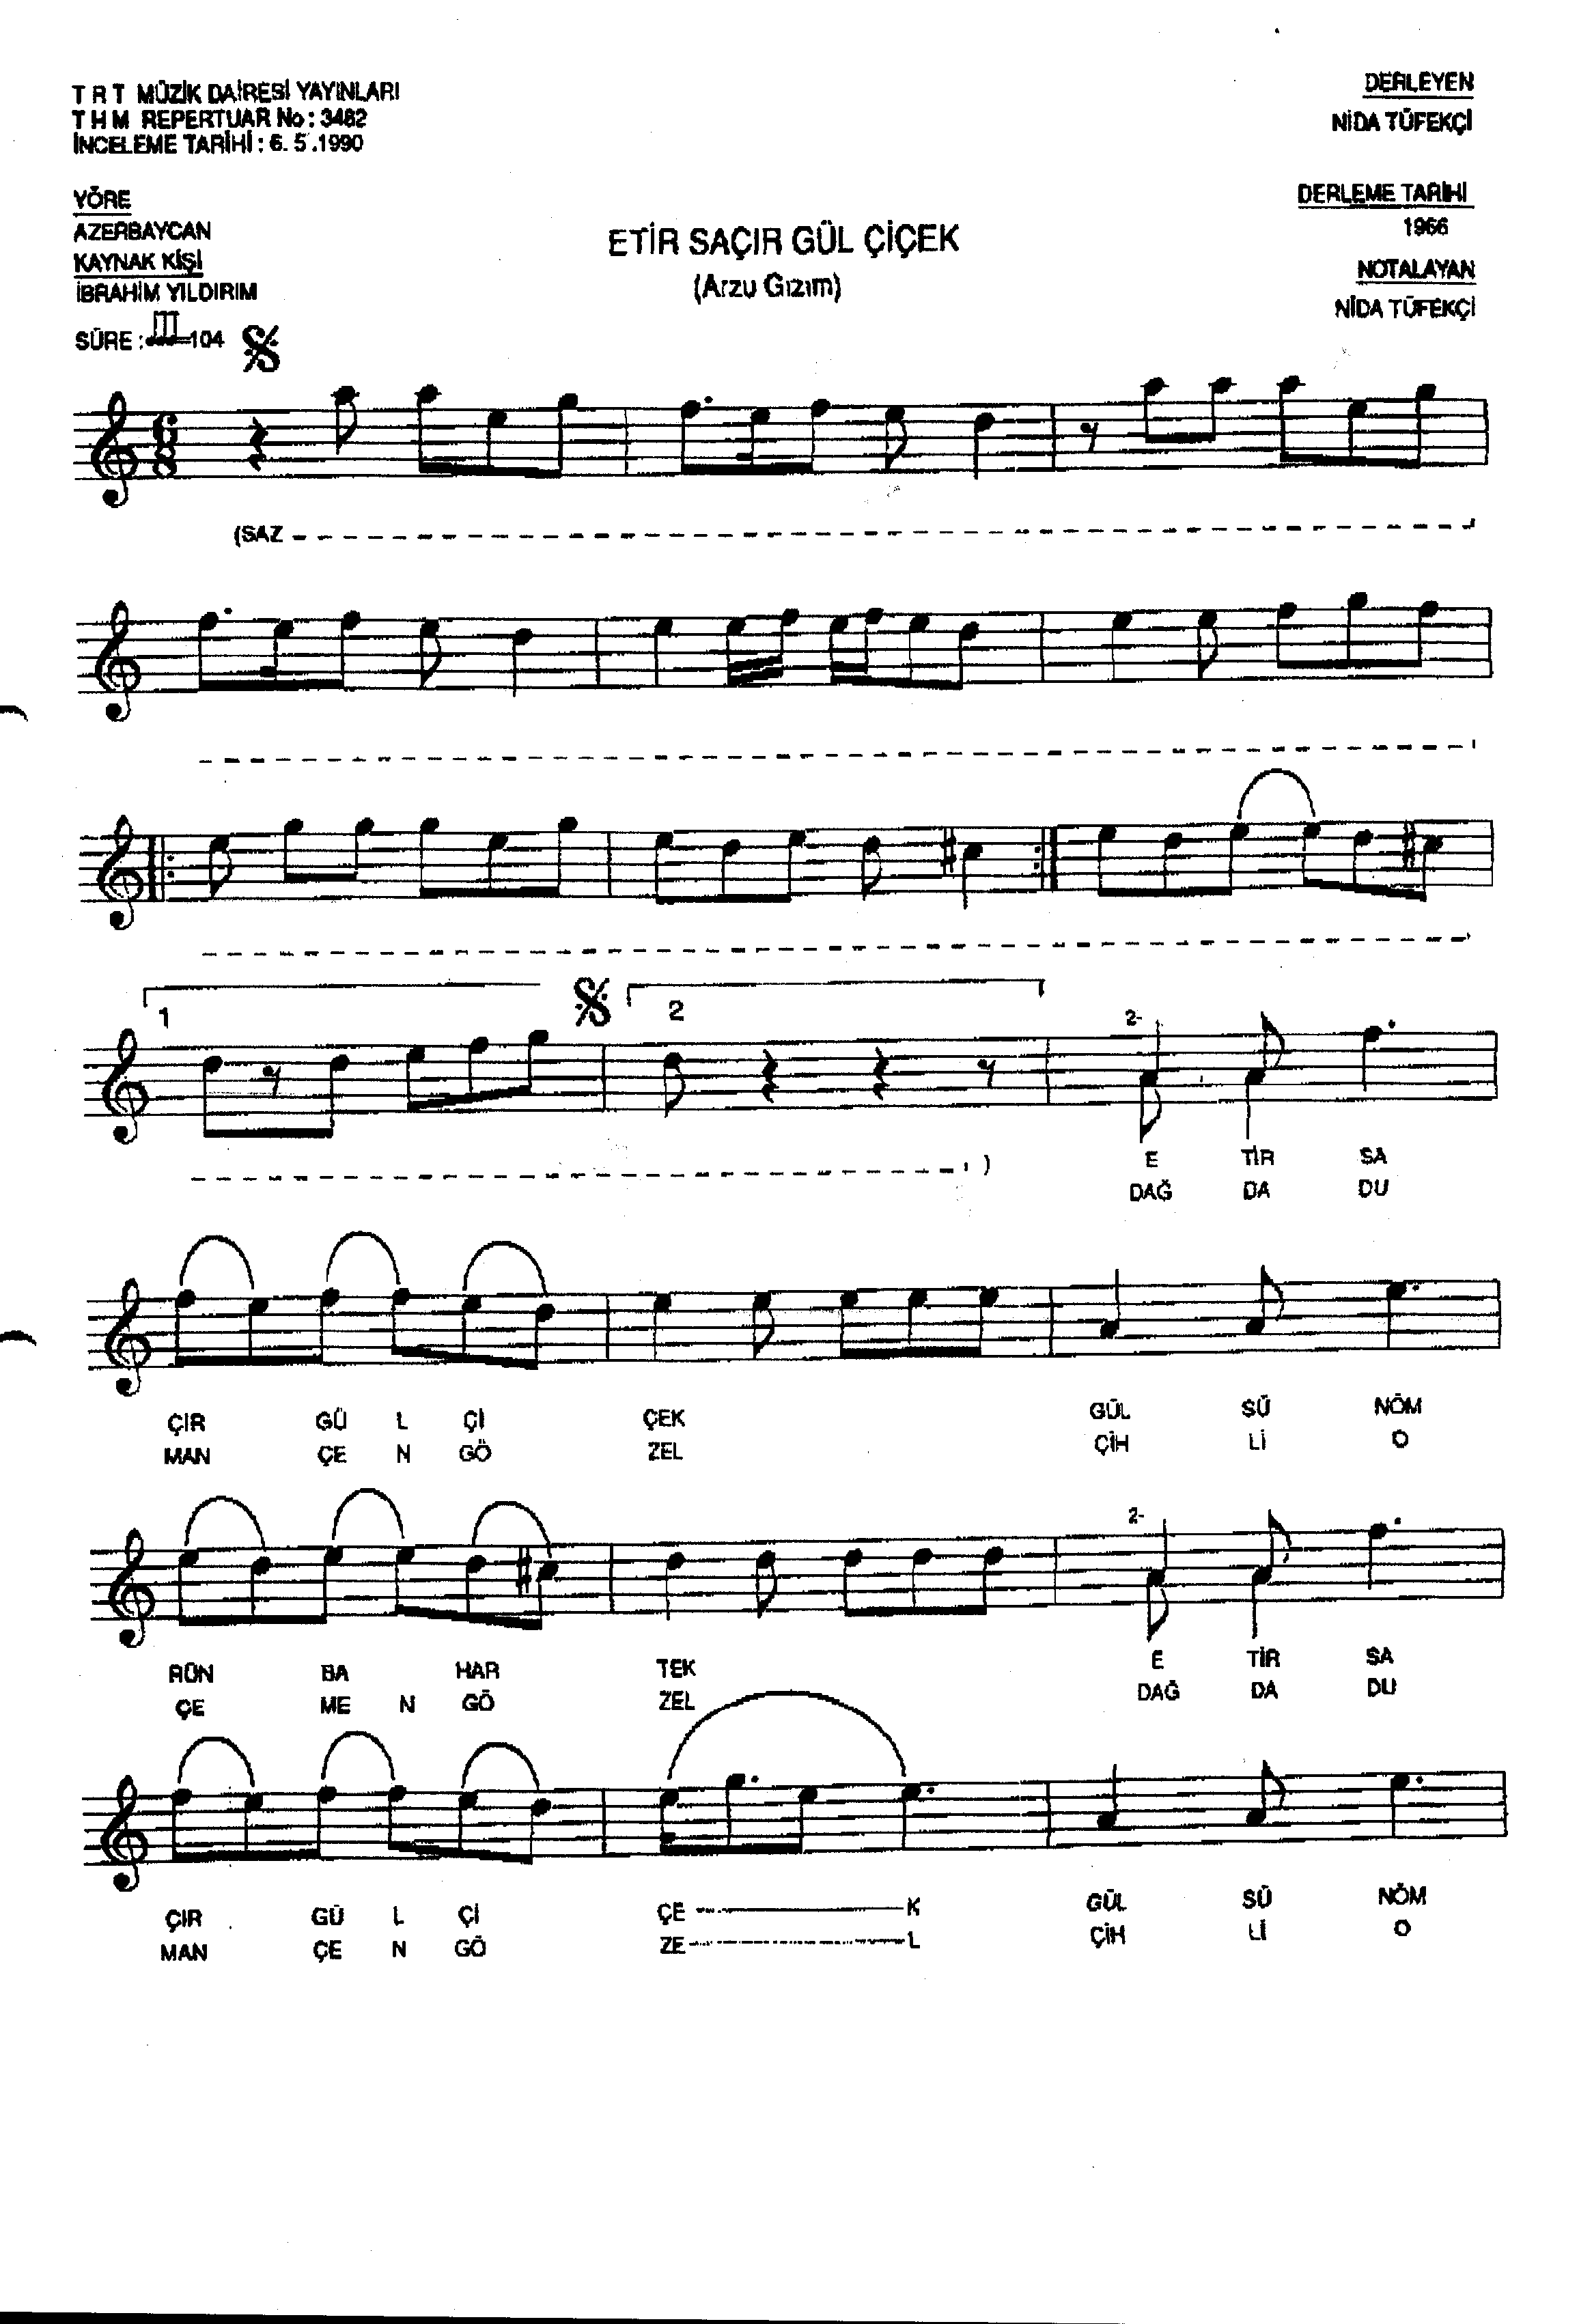 T R T MÜZİK DAİRESİ YAYINLARI
T H M REPERTUAR No : 3482
İNCELEME TARİHİ : 6. 5 .1990
DERLEYEN
NİDA TÜFEKÇİ
YÖRE
AZERBAYCAN
KAYNAK KİŞİ
İBRAHİM YILDIRIM
SÜRE : 104
ETİR SAÇIR GÜL ÇİÇEK
(Arzu Gızım)
DERLEME TARİHİ
1966
NOTALAYAN
NİDA TÜFEKÇİ
6
8
(SAZ
1 2 2-
)
E TİR SA
DAĞ DA DU
ÇIR GÜ L Çİ ÇEK GÜL SÜ NÖM
MAN ÇE N GÖ ZEL ÇİH Lİ O
2-
RÜN BA HAR TEK E TİR SA
ÇE ME N GÖ ZEL DAĞ DA DU
ÇIR GÜ L Çİ ÇE K GÜL SÜ NÖM
MAN ÇE N GÖ ZE L ÇİH Lİ O